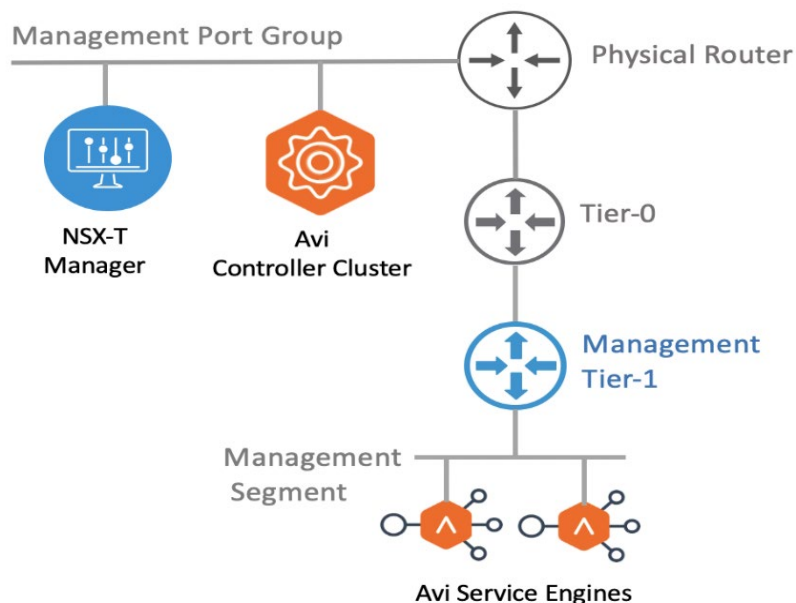 Management Port Group
Physical Router
NSX-T
Manager
Avi
Controller Cluster
Tier-0
Management
Tier-1
Management
Segment
Avi Service Engines